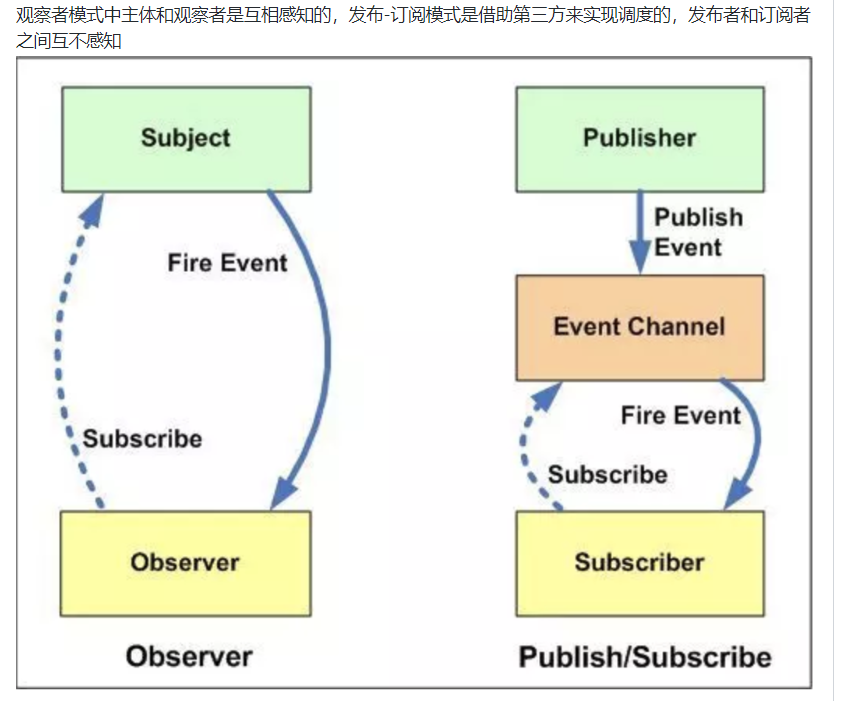 观察者模式中主体和观察者是互相感知的，发布-订阅模式是借助第三方来实现调度的，发布者和订阅者
之间互不感知
Subject
Publisher
Publish
Event
Fire Event
Event Channel
Fire Event
Subscribe
Subscribe
Observer
Subscriber
Observer
Publish/Subscribe